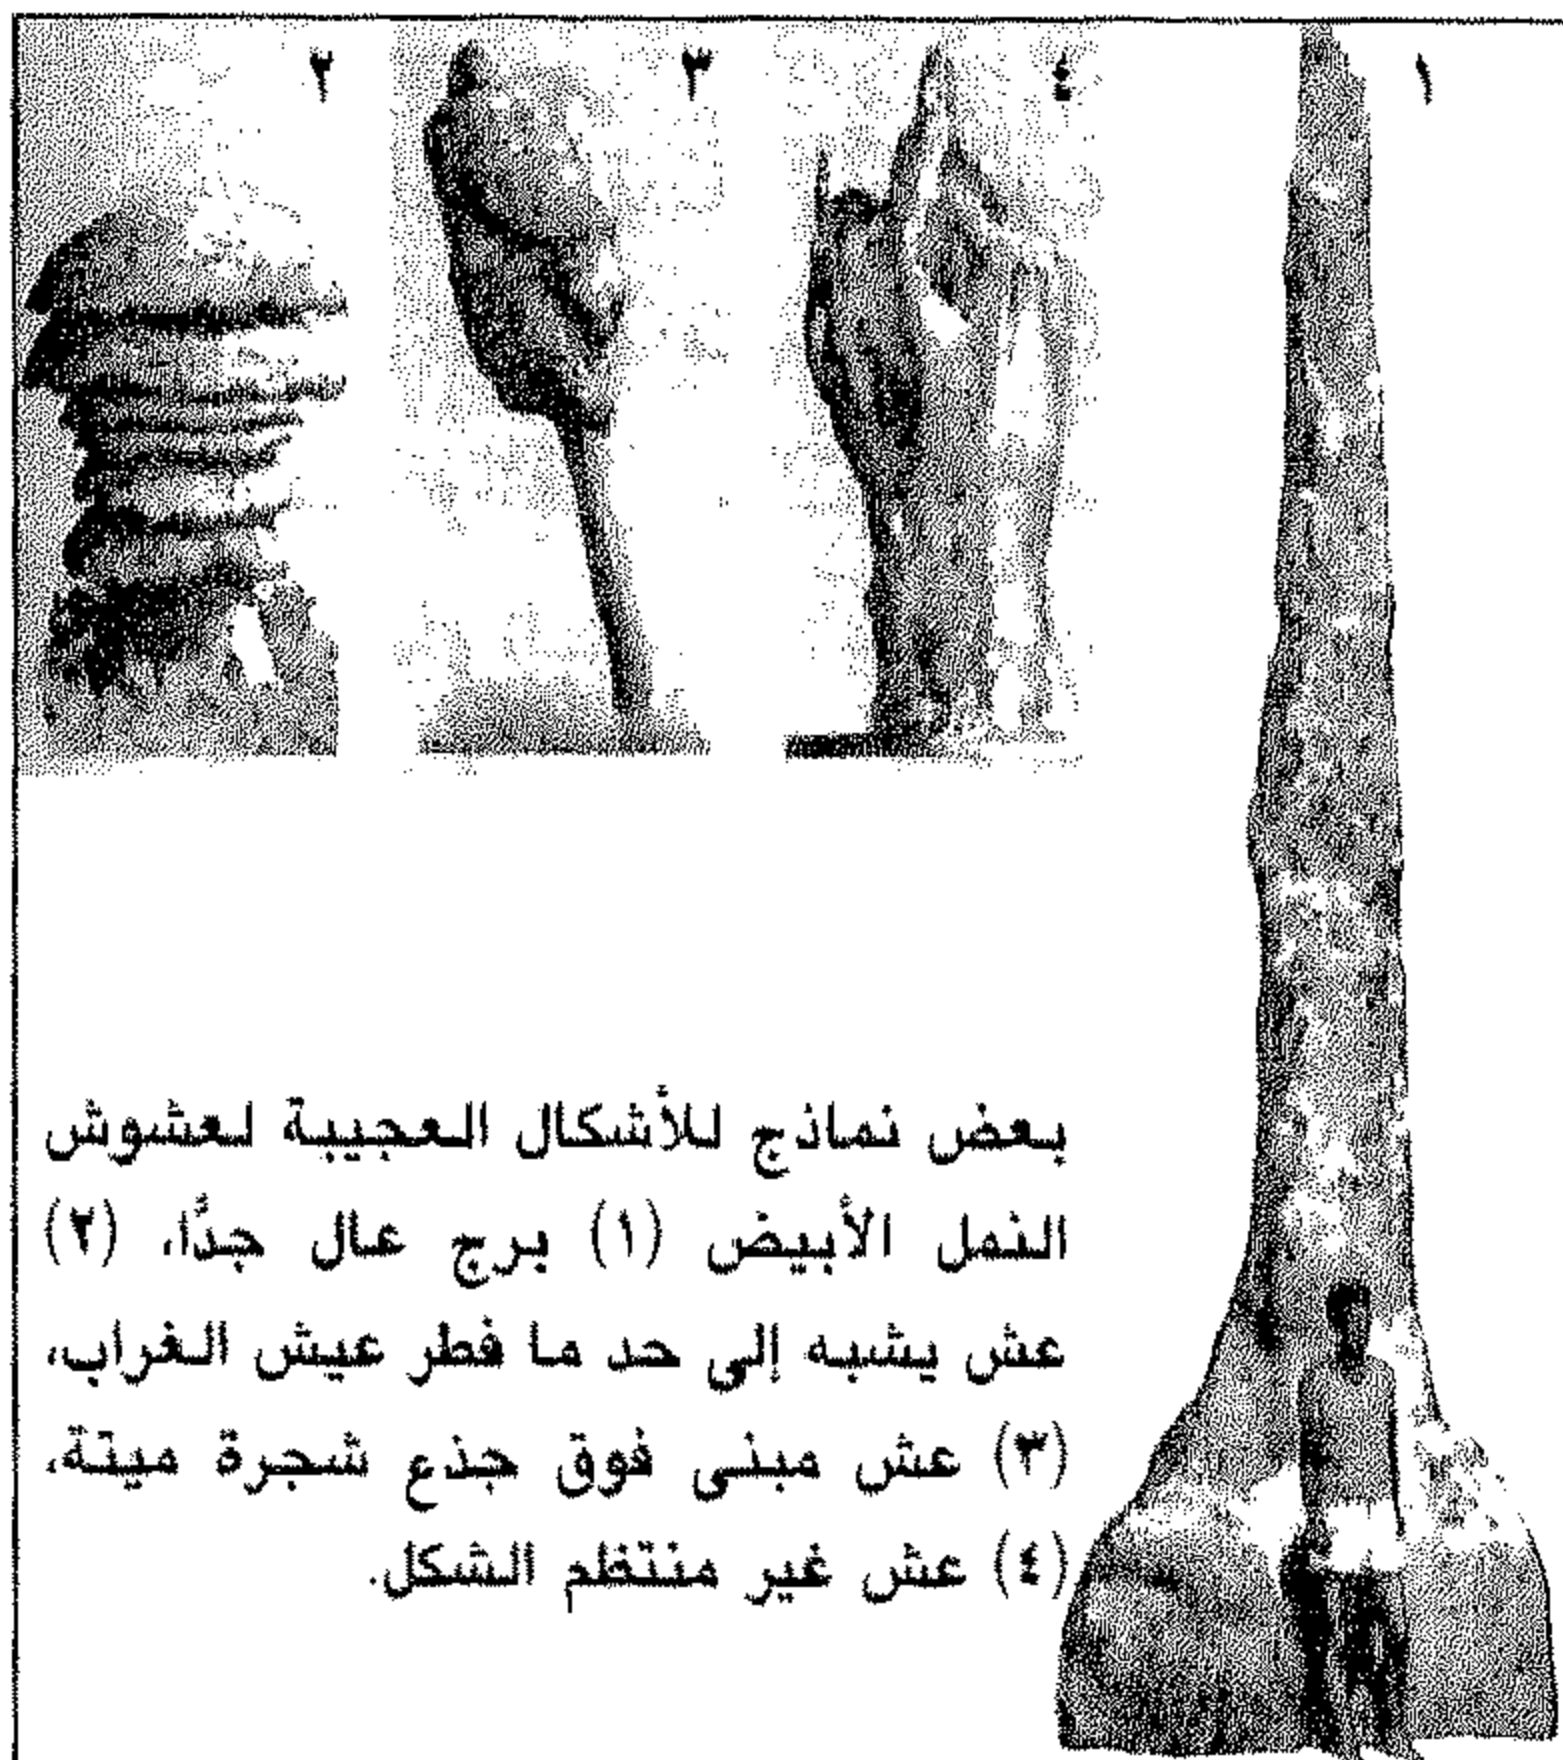 ٢ ٣ ٤ ١
بعض نماذج للأشكال العجيبة لعشوش
النمل الأبيض (١) برج عال جدًّا، (٢)
عش يشبه إلى حد ما فطر عيش الغراب،
(٣) عش مبنى فوق جذع شجرة ميتة،
(٤) عش غير منتظم الشكل.